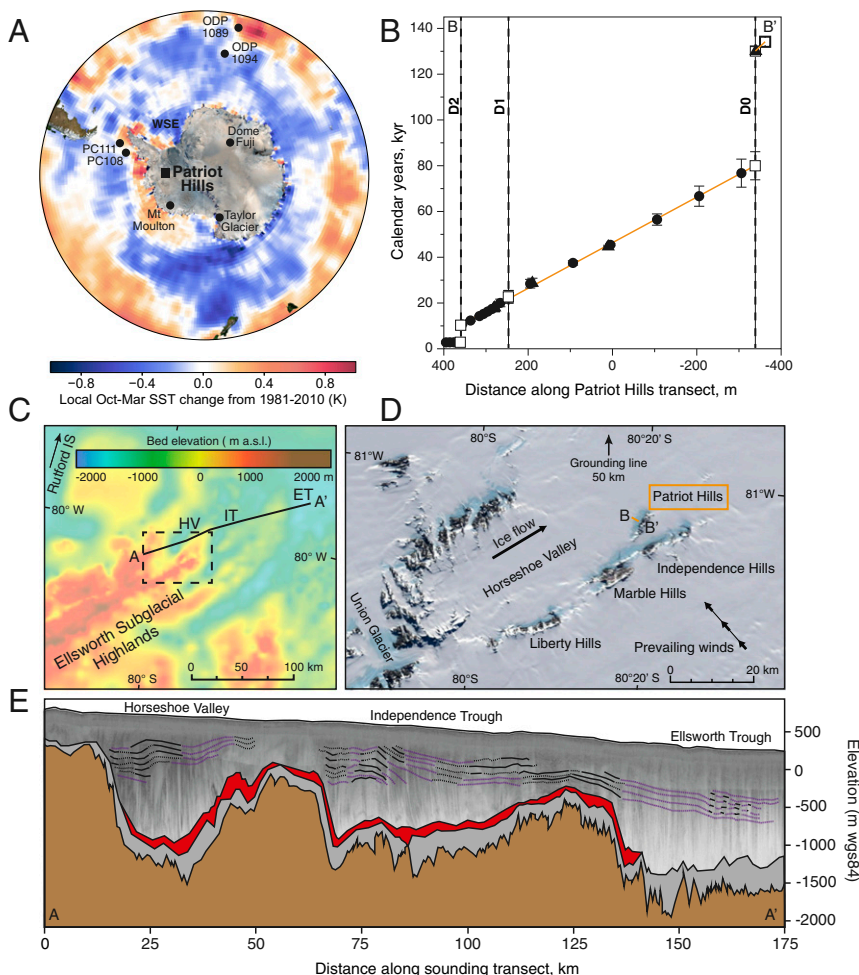 A
ODP
1089
ODP
1094
WSE
Dome
Fuji
PC111
PC108
Patriot
Hills
Mt
Moulton
Taylor
Glacier
−0.8 −0.4 0.0 0.4 0.8
Local Oct-Mar SST change from 1981-2010 (K)
B
B B'
140
120
100
80
60
40
20
0
Calendar years, kyr
D2
D1
D0
400 200 0 -200 -400
Distance along Patriot Hills transect, m
C
Rutford IS
Bed elevation ( m a.s.l.)
-2000 -1000 0 1000 2000 m
80° W
ET
A'
IT
HV
A
80° W
Ellsworth Subglacial
Highlands
0 50 100 km
80° S
D
80°S 80°20' S
81°W
Grounding line
50 km
81°W
Patriot Hills
B
B'
Ice flow
Horseshoe Valley
Independence Hills
Marble Hills
Union Glacier
Liberty Hills
Prevailing winds
0 20 km
80°S 80°20' S
E
Horseshoe Valley
Independence Trough
Ellsworth Trough
500
0
-500
-1000
-1500
-2000
Elevation (m wgs84)
A A'
0 25 50 75 100 125 150 175
Distance along sounding transect, km